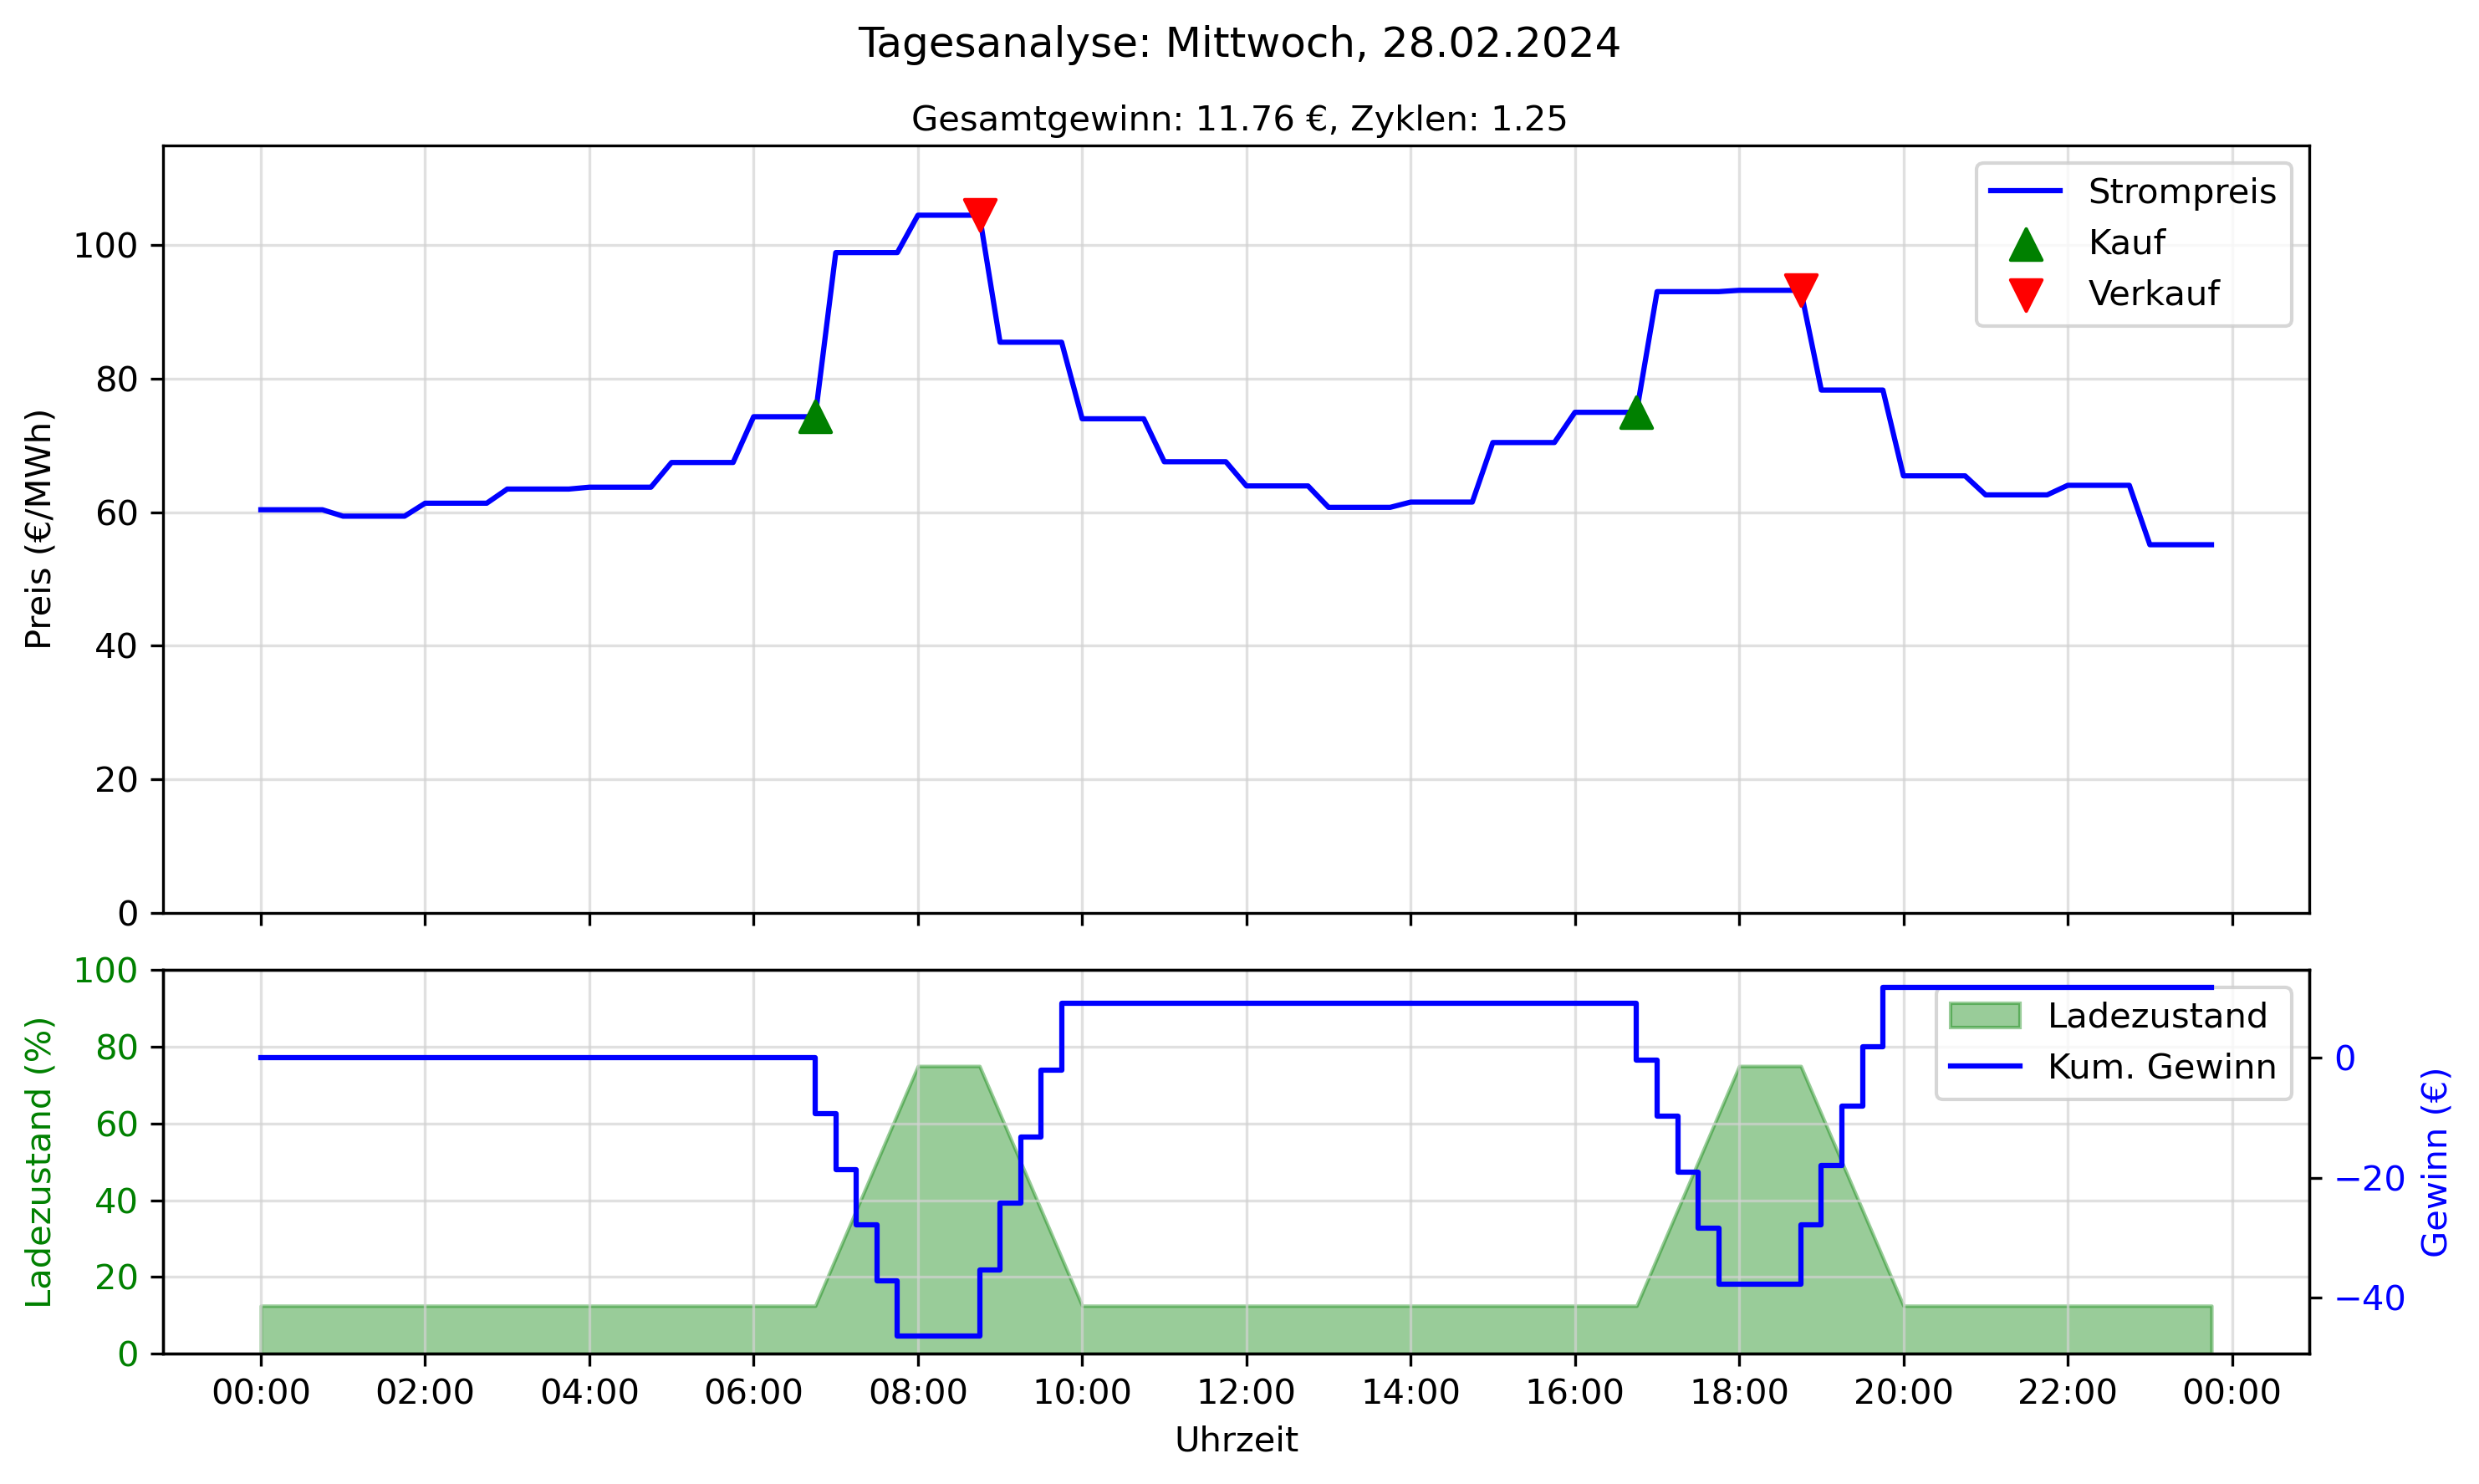 Tagesanalyse: Mittwoch, 28.02.2024
Gesamtgewinn: 11.76 €, Zyklen: 1.25
Preis (€/MWh)
100
80
60
40
20
0
Strompreis
Kauf
Verkauf
Ladezustand (%)
100
80
60
40
20
0
Ladezustand
Kum. Gewinn
0
−20
−40
Gewinn (€)
00:00 02:00 04:00 06:00 08:00 10:00 12:00 14:00 16:00 18:00 20:00 22:00 00:00
Uhrzeit